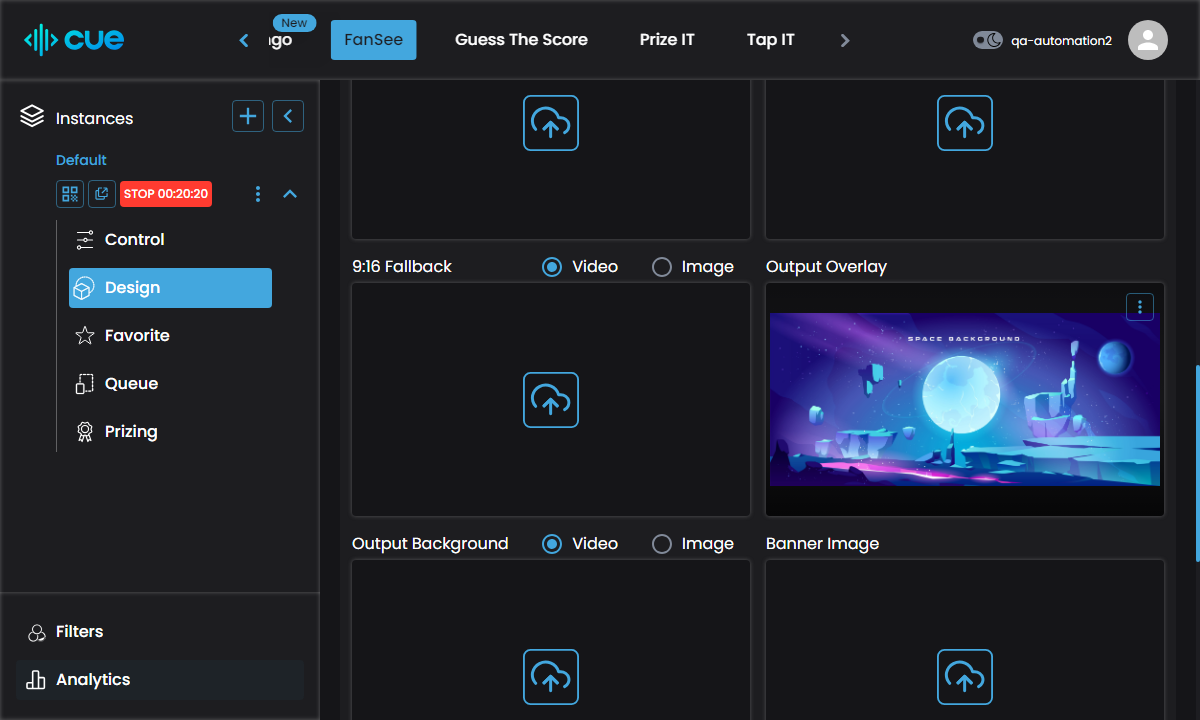 cue
New
FanSee
Guess The Score
Prize IT
Tap IT
qa-automation2
Instances
Default
STOP 00:20:20
Control
Design
Favorite
Queue
Prizing
Filters
Analytics
9:16 Fallback
Video
Image
Output Overlay
SPACE BACKGROUND
Output Background
Video
Image
Banner Image